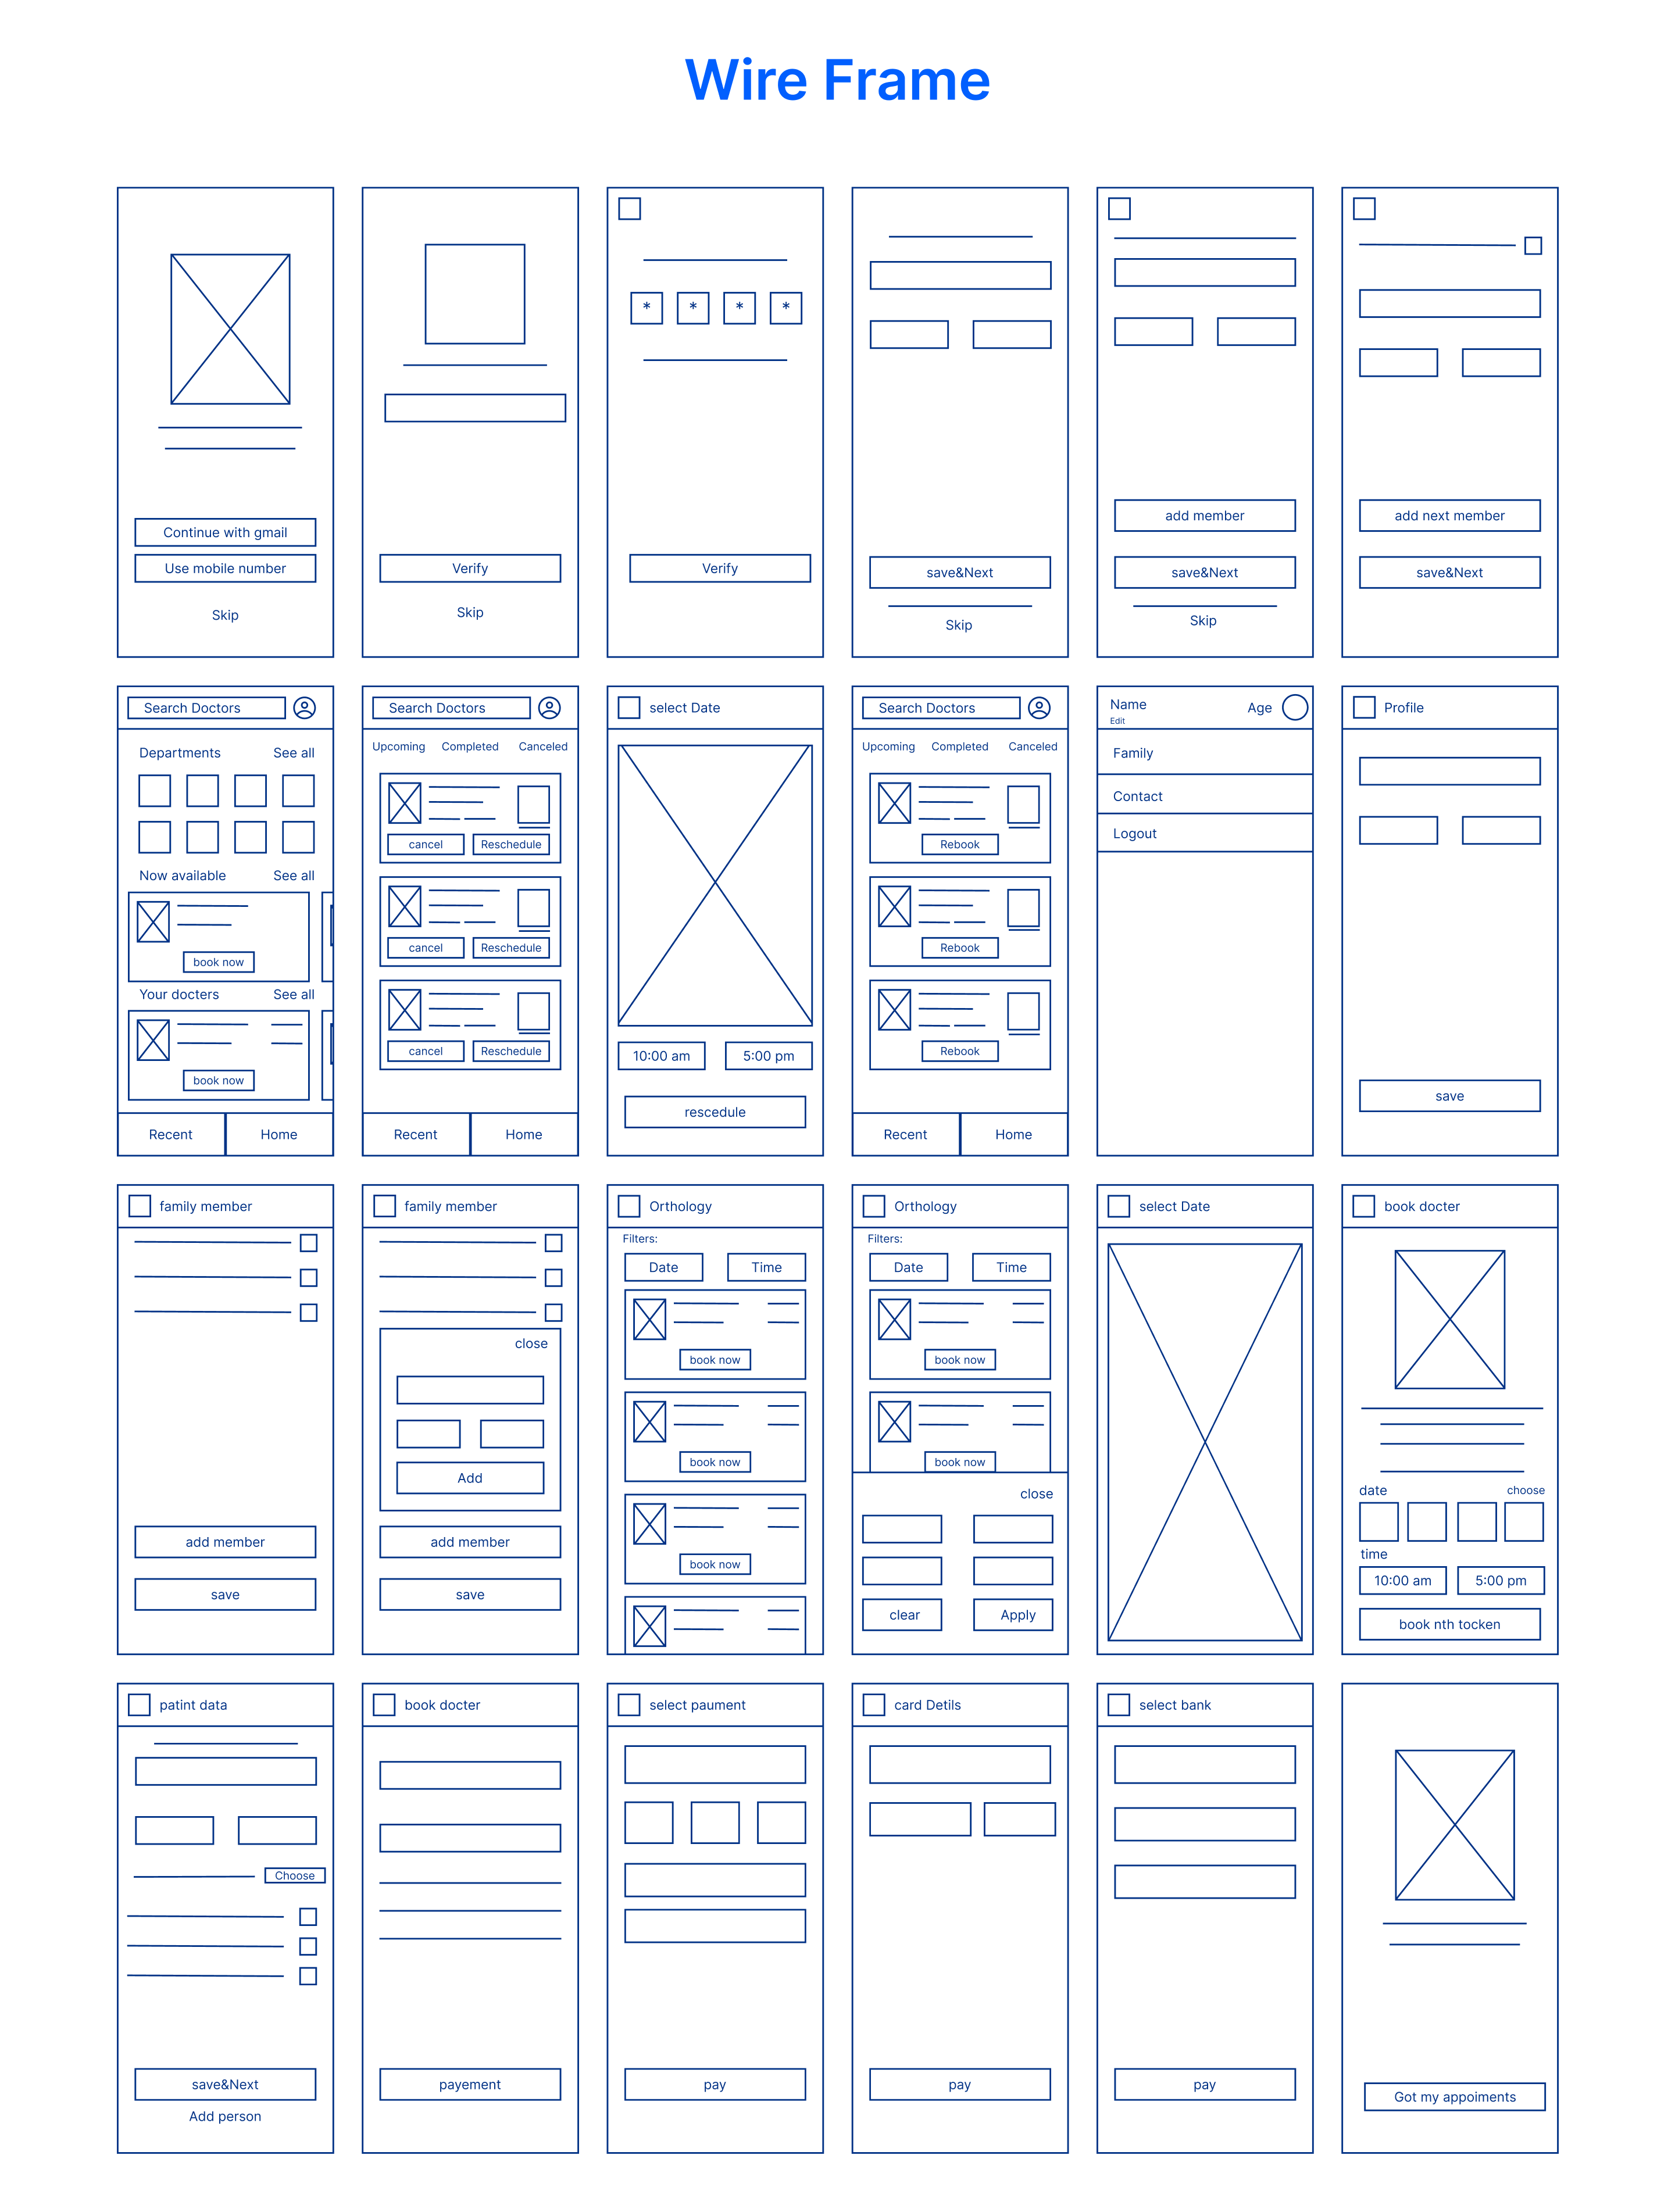 Wire Frame
Continue with gmail
Use mobile number
Skip
Verify
Skip
* * * *
Verify
save&Next
Skip
add member
save&Next
Skip
add next member
save&Next
Search Doctors
Departments See all
Now available See all
book now
Your docters See all
book now
Recent Home
Search Doctors
Upcoming Completed Canceled
cancel Reschedule
cancel Reschedule
cancel Reschedule
Recent Home
select Date
10:00 am 5:00 pm
rescedule
Search Doctors
Upcoming Completed Canceled
Rebook
Rebook
Rebook
Recent Home
Name Age
Edit
Family
Contact
Logout
Profile
save
family member
add member
save
family member
close
Add
add member
save
Orthology
Filters:
Date Time
book now
book now
book now
Orthology
Filters:
Date Time
book now
book now
close
clear Apply
select Date
book docter
date choose
time
10:00 am 5:00 pm
book nth tocken
patint data
Choose
save&Next
Add person
book docter
payement
select paument
pay
card Detils
pay
select bank
pay
Got my appoiments